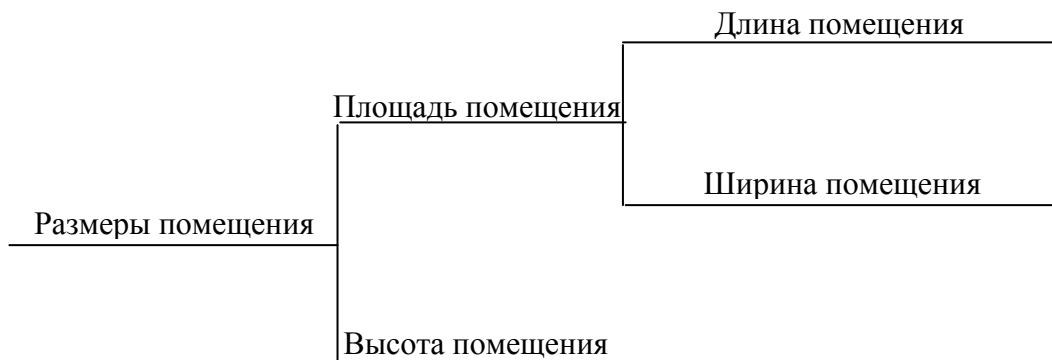 Длина помещения
Площадь помещения
Ширина помещения
Размеры помещения
Высота помещения